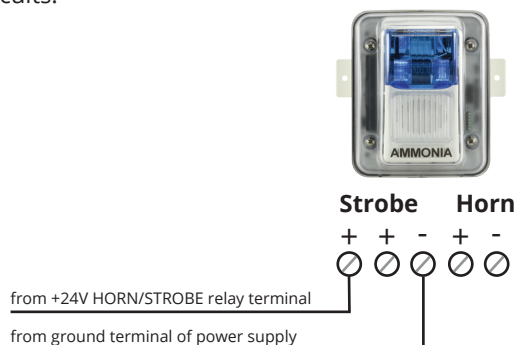 AMMONIA
Strobe Horn
+ + - + -
from +24V HORN/STROBE relay terminal
from ground terminal of power supply